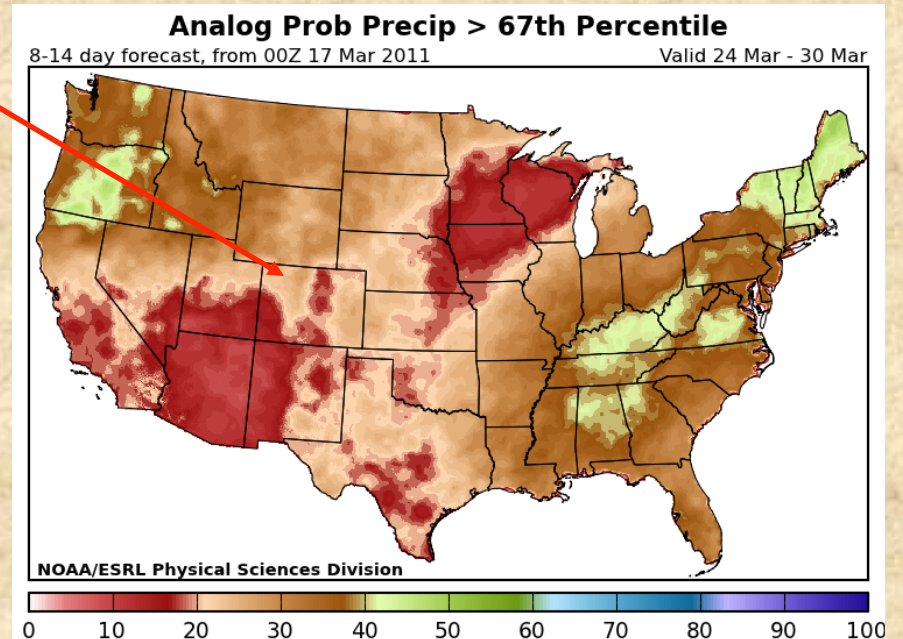 Analog Prob Precip > 67th Percentile
8-14 day forecast, from 00Z 17 Mar 2011 Valid 24 Mar - 30 Mar
NOAA/ESRL Physical Sciences Division
0 10 20 30 40 50 60 70 80 90 100